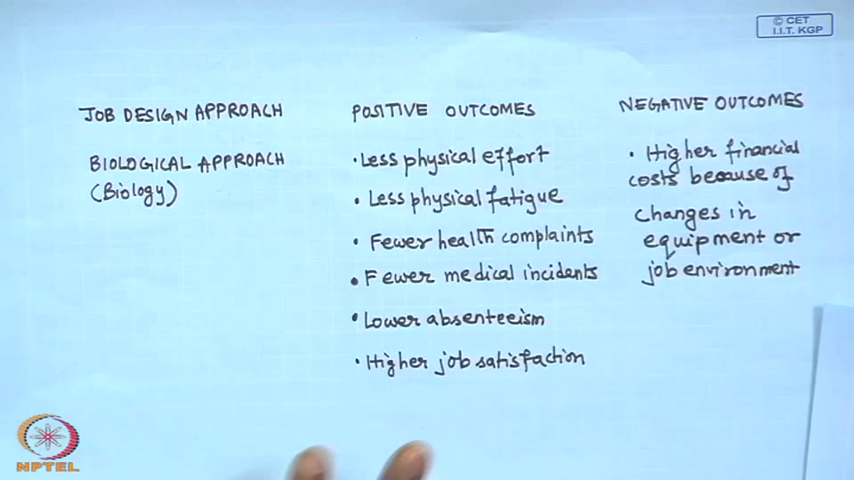 © CET
I.I.T. KGP
JOB DESIGN APPROACH
POSITIVE OUTCOMES
NEGATIVE OUTCOMES
BIOLOGICAL APPROACH
(Biology)
• Less physical effort
• Less physical fatigue
• Fewer health complaints
• Fewer medical incidents
• Lower absenteeism
• Higher job satisfaction
• Higher financial
costs because of
changes in
equipment or
job environment
NPTEL